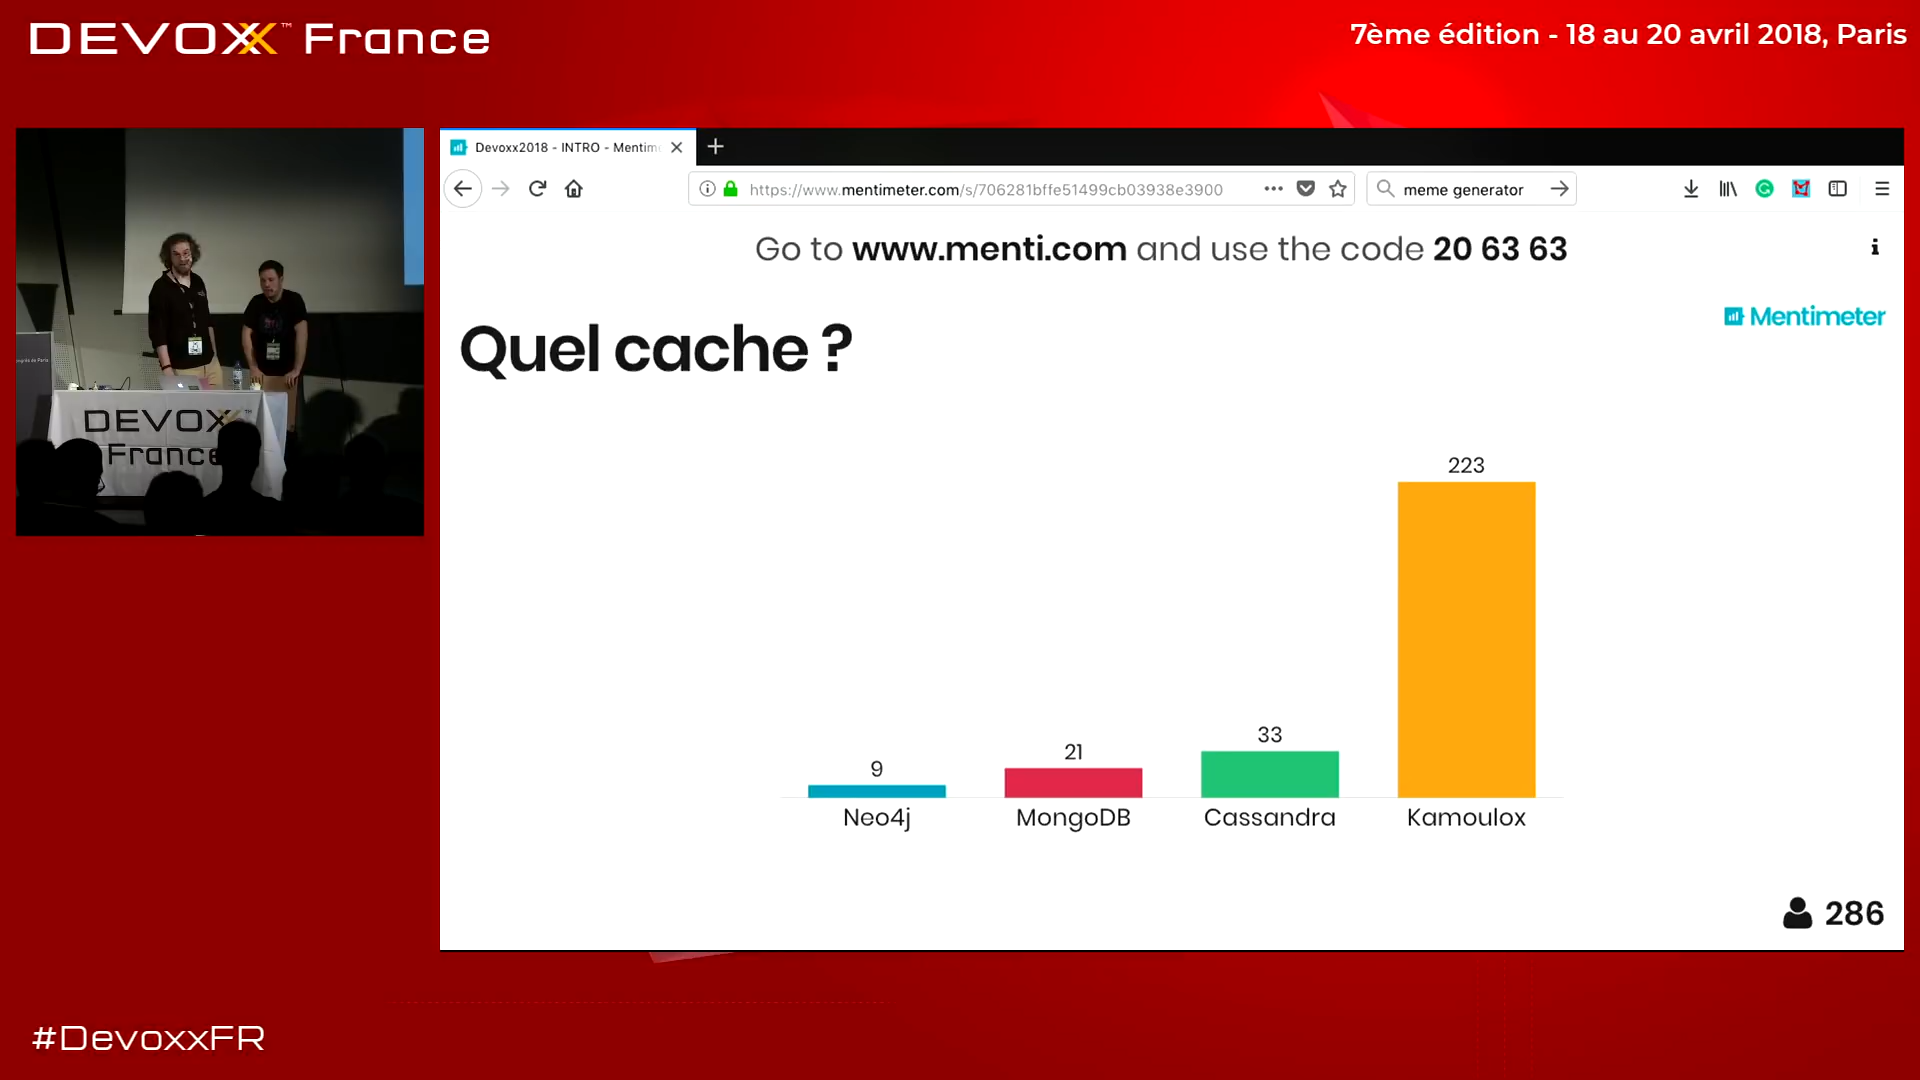 DEVOXX™ France
7ème édition - 18 au 20 avril 2018, Paris
Devoxx2018 - INTRO - Mentim
https://www.mentimeter.com/s/706281bffe51499cb03938e3900
meme generator
Go to www.menti.com and use the code 20 63 63
Mentimeter
Quel cache ?
223
33
21
9
Neo4j
MongoDB
Cassandra
Kamoulox
286
DEVOXX™
France
#DevoxxFR